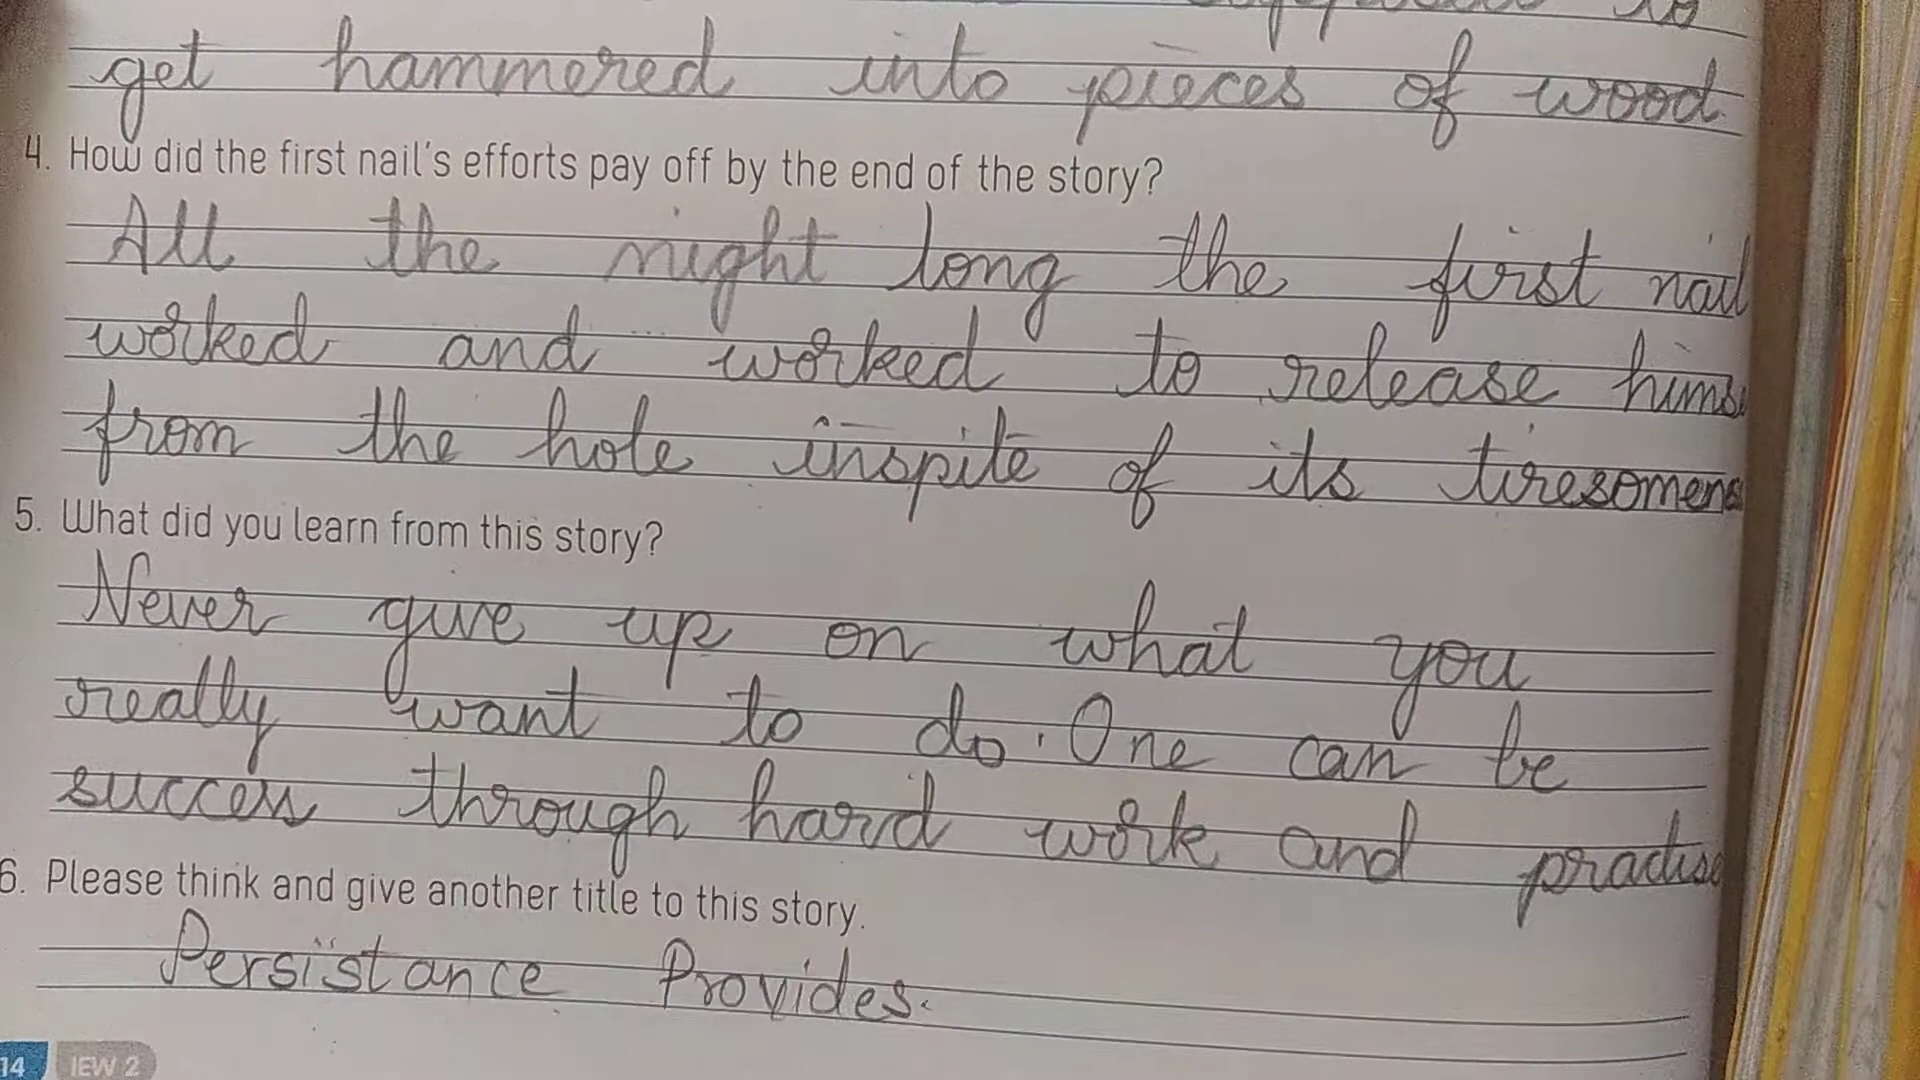 to
get hammered into pieces of wood.
4. How did the first nail's efforts pay off by the end of the story?
All the night long the first nail
worked and worked to release hims
from the hole inspite of its tiresomens
5. What did you learn from this story?
Never give up on what you
really want to do. One can be
success through hard work and practise
6. Please think and give another title to this story.
Persistance Provides.
14 IEW 2